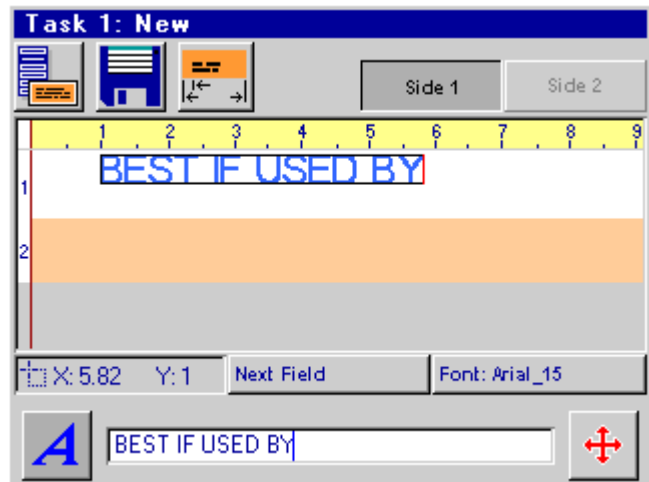 Task 1: New
Side 1 Side 2
1 2 3 4 5 6 7 8 9
BEST IF USED BY
1
2
X: 5.82 Y: 1 Next Field Font: Arial_15
A BEST IF USED BY